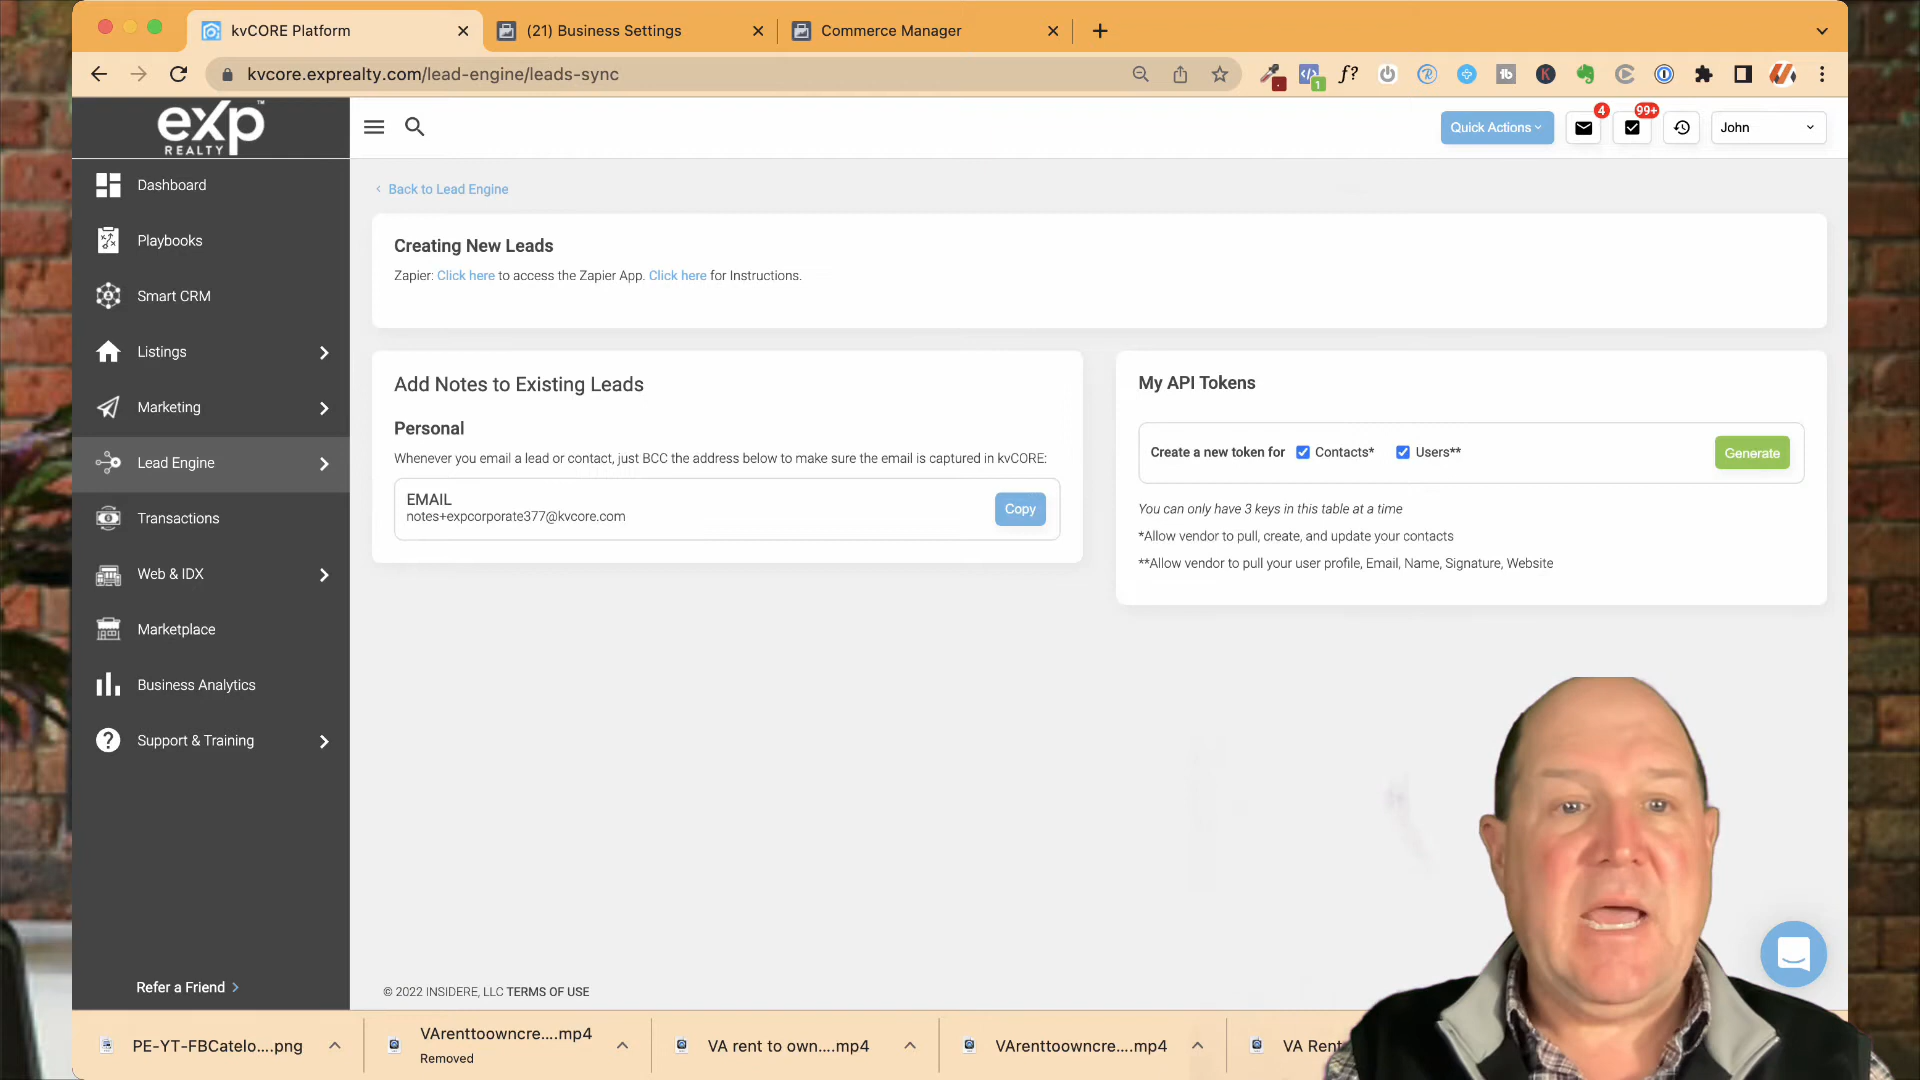 kvCORE Platform
(21) Business Settings
Commerce Manager
kvcore.exprealty.com/lead-engine/leads-sync
f?
1
tb
K
exp
REALTY
Quick Actions
4
99+
John
Dashboard
Playbooks
Smart CRM
Listings
Marketing
Lead Engine
Transactions
Web & IDX
Marketplace
Business Analytics
Support & Training
Refer a Friend
Back to Lead Engine
Creating New Leads
Zapier: Click here to access the Zapier App. Click here for Instructions.
Add Notes to Existing Leads
Personal
Whenever you email a lead or contact, just BCC the address below to make sure the email is captured in kvCORE:
EMAIL
notes+expcorporate377@kvcore.com
Copy
My API Tokens
Create a new token for Contacts* Users**
Generate
You can only have 3 keys in this table at a time
*Allow vendor to pull, create, and update your contacts
**Allow vendor to pull your user profile, Email, Name, Signature, Website
© 2022 INSIDERE, LLC TERMS OF USE
PE-YT-FBCatelo....png
VArenttoowncre....mp4
Removed
VA rent to own....mp4
VArenttoowncre....mp4
VA Ren